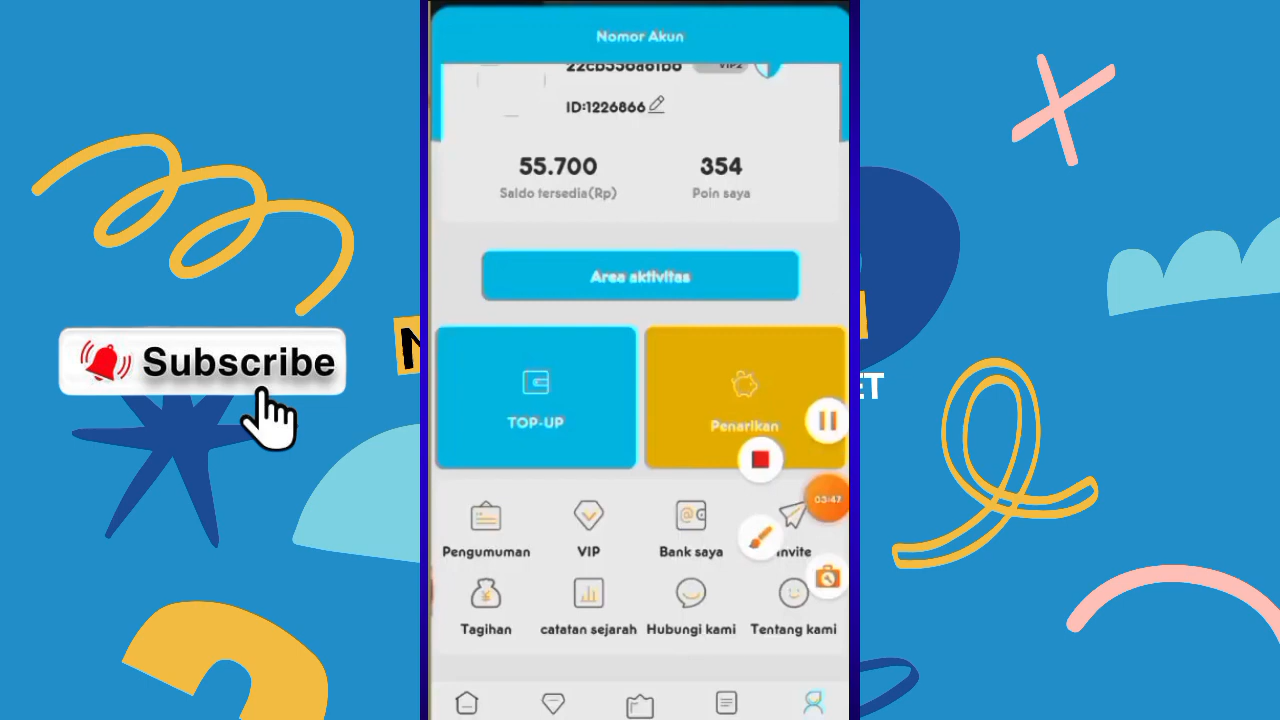 Nomor Akun
VIP2
ID:1226866
55.700
354
Saldo tersedia(Rp)
Poin saya
Area aktivitas
Subscribe
TOP-UP
Penarikan
03:47
Pengumuman
VIP
Bank saya
Invite
Tagihan
catatan sejarah
Hubungi kami
Tentang kami